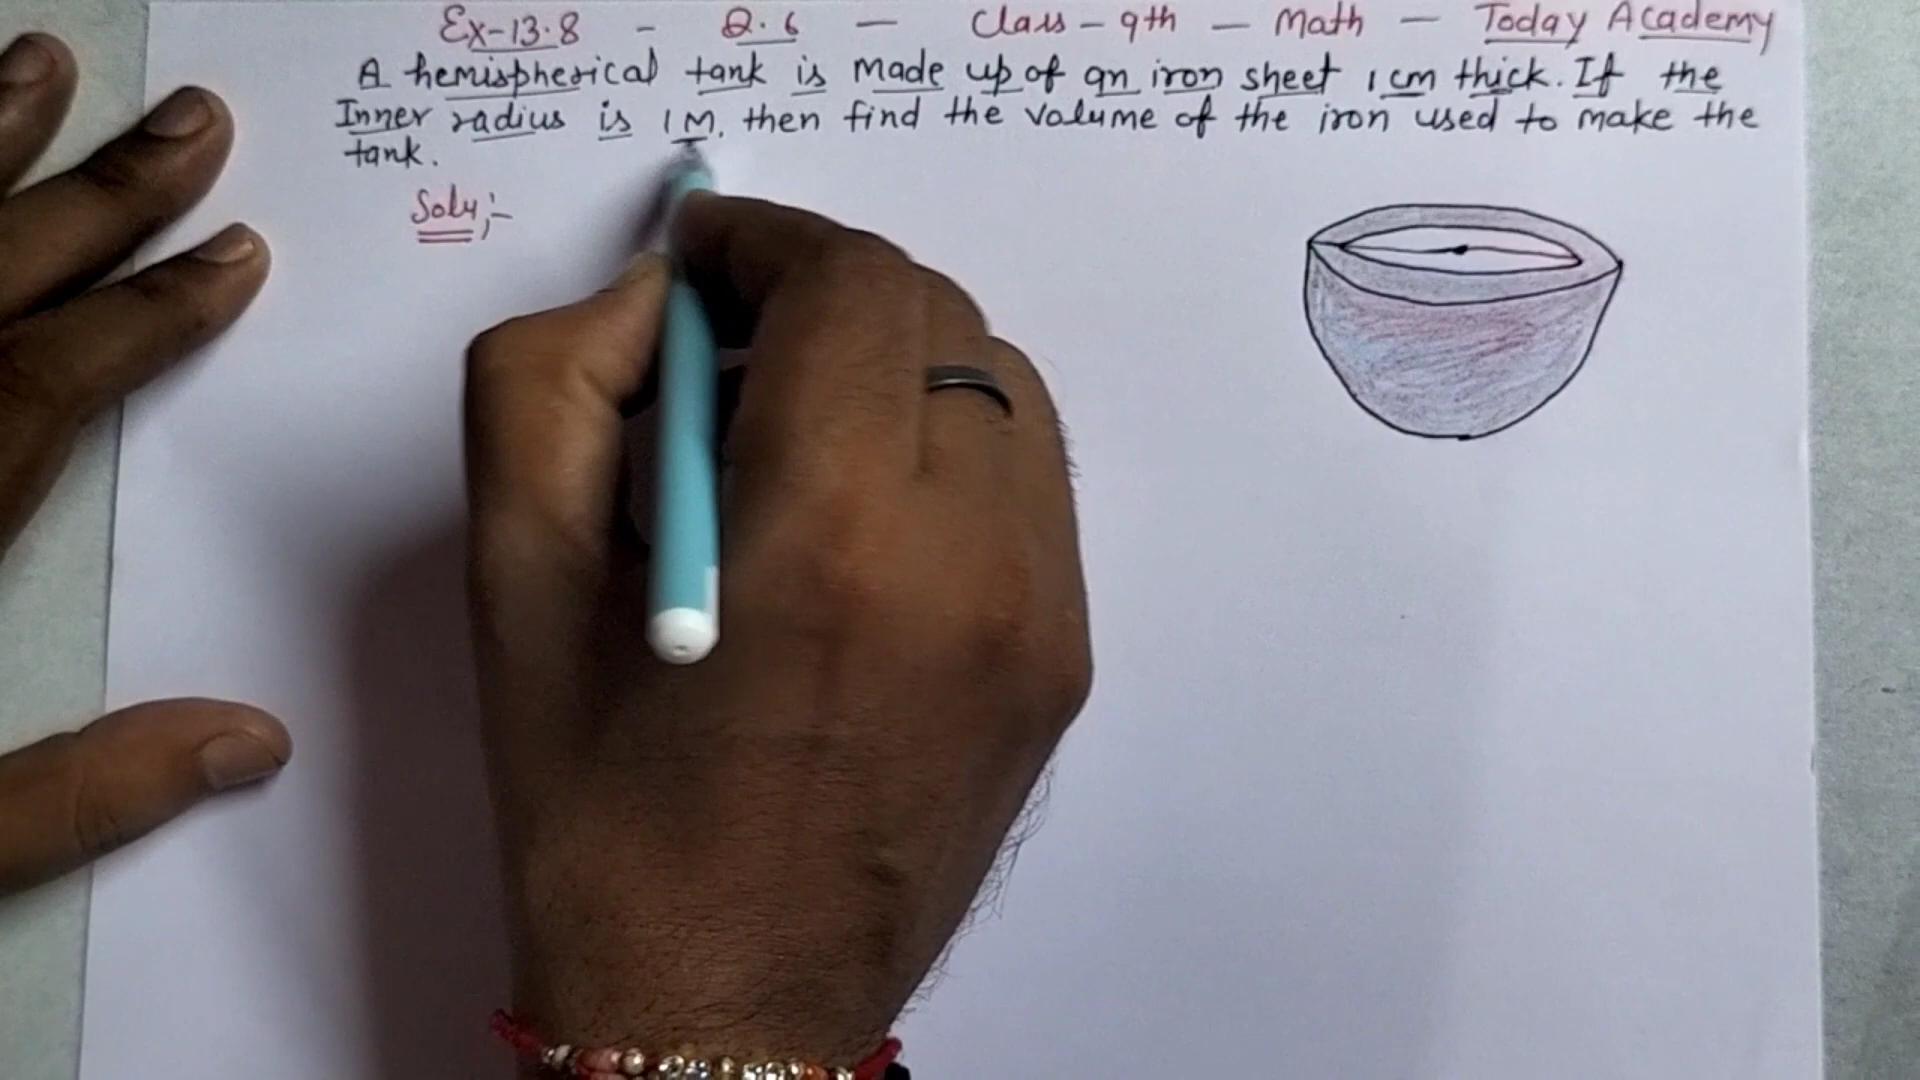 Ex-13.8 - Q.6 - Class-9th - Math - Today Academy
A hemispherical tank is made up of an iron sheet 1cm thick. If the
Inner radius is 1M, then find the volume of the iron used to make the
tank.
Solu,:-